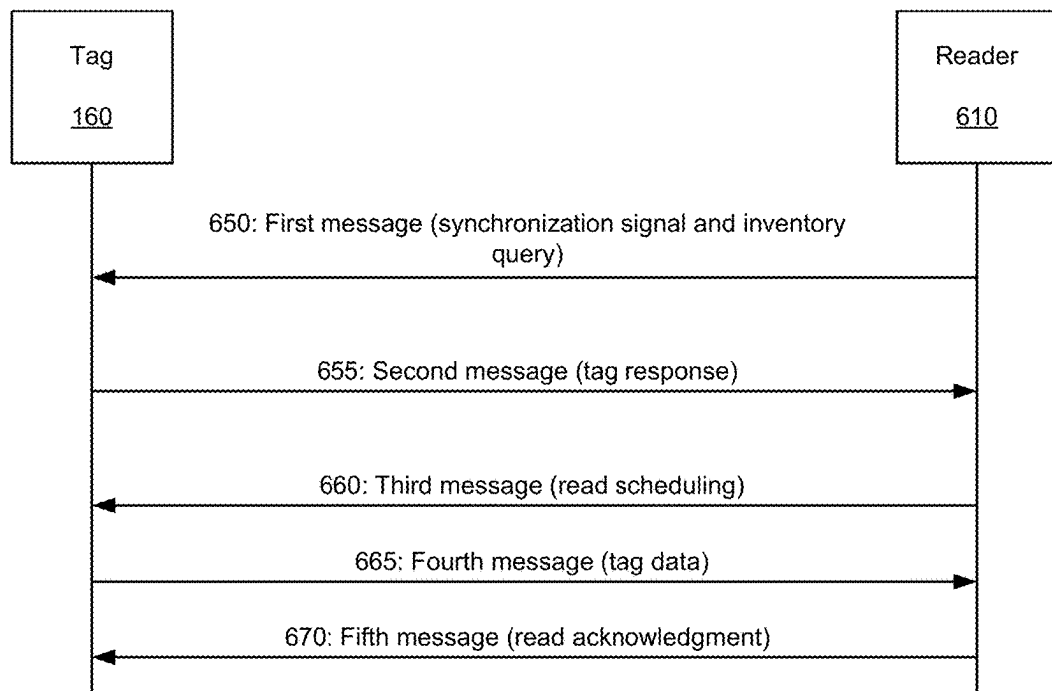 Tag
160
Reader
610
650: First message (synchronization signal and inventory
query)
655: Second message (tag response)
660: Third message (read scheduling)
665: Fourth message (tag data)
670: Fifth message (read acknowledgment)